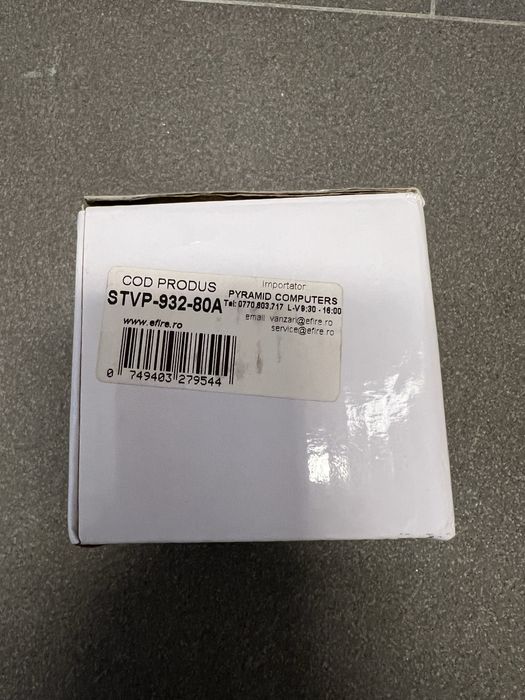 COD PRODUS
STVP-932-80A
www.efire.ro
0 749403 279544
Importator
PYRAMID COMPUTERS
Tel: 0770.603.717 L-V 9:30 - 16:00
email vanzari@efire.ro
service@efire.ro